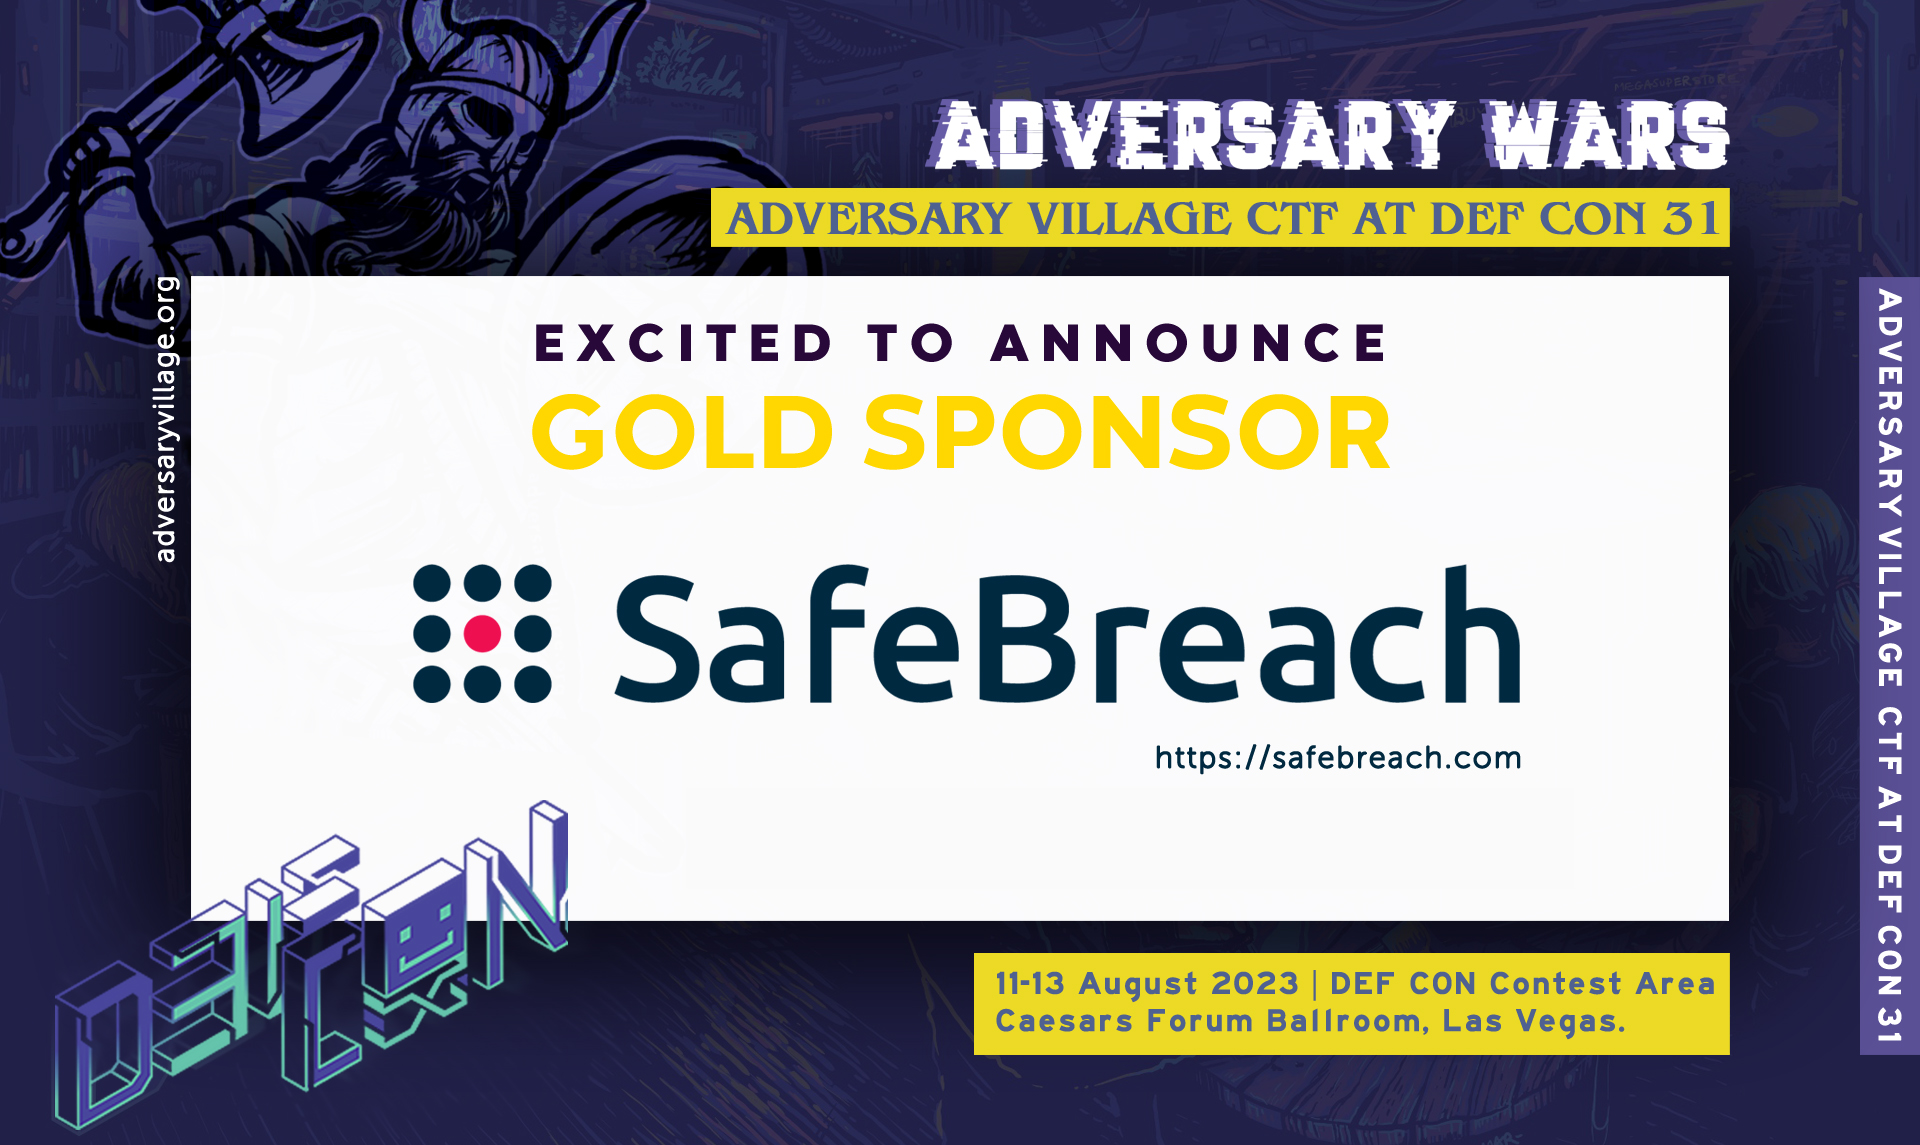 MEGASUPERSTORE
ADVERSARY WARS
ADVERSARY VILLAGE CTF AT DEF CON 31
adversaryvillage.org
EXCITED TO ANNOUNCE
GOLD SPONSOR
SafeBreach
https://safebreach.com
DEF CON
11-13 August 2023 | DEF CON Contest Area
Caesars Forum Ballroom, Las Vegas.
ADVERSARY VILLAGE CTF AT DEF CON 31